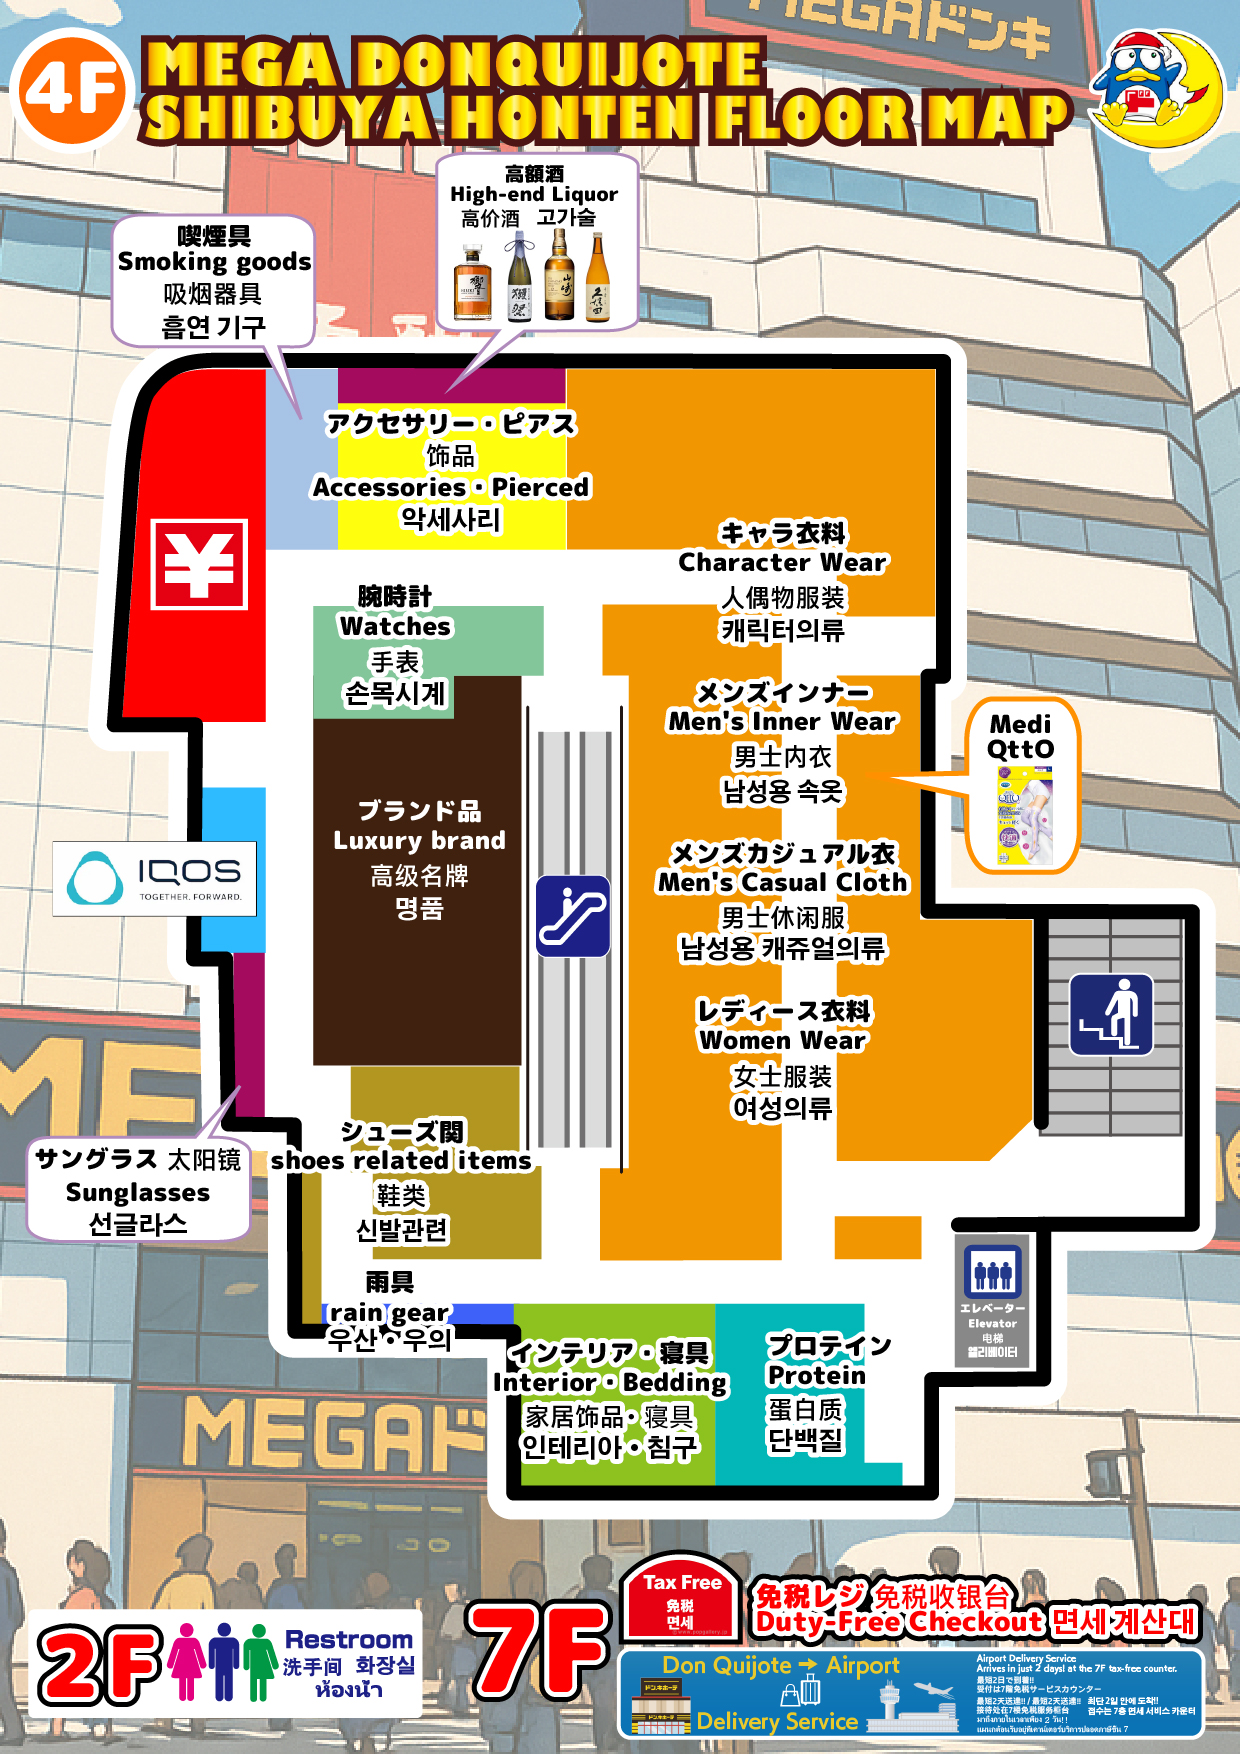 MEGAドンキ
4F
MEGA DONQUIJOTE
SHIBUYA HONTEN FLOOR MAP
高額酒
High-end Liquor
高价酒 고가술
喫煙具
Smoking goods
吸烟器具
흡연 기구
アクセサリー・ピアス
饰品
Accessories・Pierced
악세사리
¥
キャラ衣料
Character Wear
人偶物服装
캐릭터의류
腕時計
Watches
手表
손목시계
メンズインナー
Men's Inner Wear
男士内衣
남성용 속옷
Medi
QttO
ブランド品
Luxury brand
高级名牌
명품
IQOS
TOGETHER. FORWARD.
メンズカジュアル衣
Men's Casual Cloth
男士休闲服
남성용 캐쥬얼의류
レディース衣料
Women Wear
女士服装
여성의류
サングラス 太阳镜
Sunglasses
선글라스
シューズ関
shoes related items
鞋类
신발관련
雨具
rain gear
우산・우의
エレベーター
Elevator
电梯
엘리베이터
インテリア・寝具
Interior・Bedding
家居饰品・寝具
인테리아・침구
プロテイン
Protein
蛋白质
단백질
MEGAド
2F
Restroom
洗手间 화장실
ห้องน้ำ
7F
Tax Free
免税
면세
免税レジ 免税收银台
Duty-Free Checkout 면세 계산대
Don Quijote → Airport
Delivery Service
ドン.キホーテ
ドン.キホーテ
Airport Delivery Service
Arrives in just 2 days! at the 7F tax-free counter.
最短2日で到着!!
受付は7階免税サービスカウンター
最短2天送達!! / 最短2天送达!! 최단 2일 만에 도착!!
接待处在7楼免税服务柜台 접수는 7층 면세 서비스 카운터